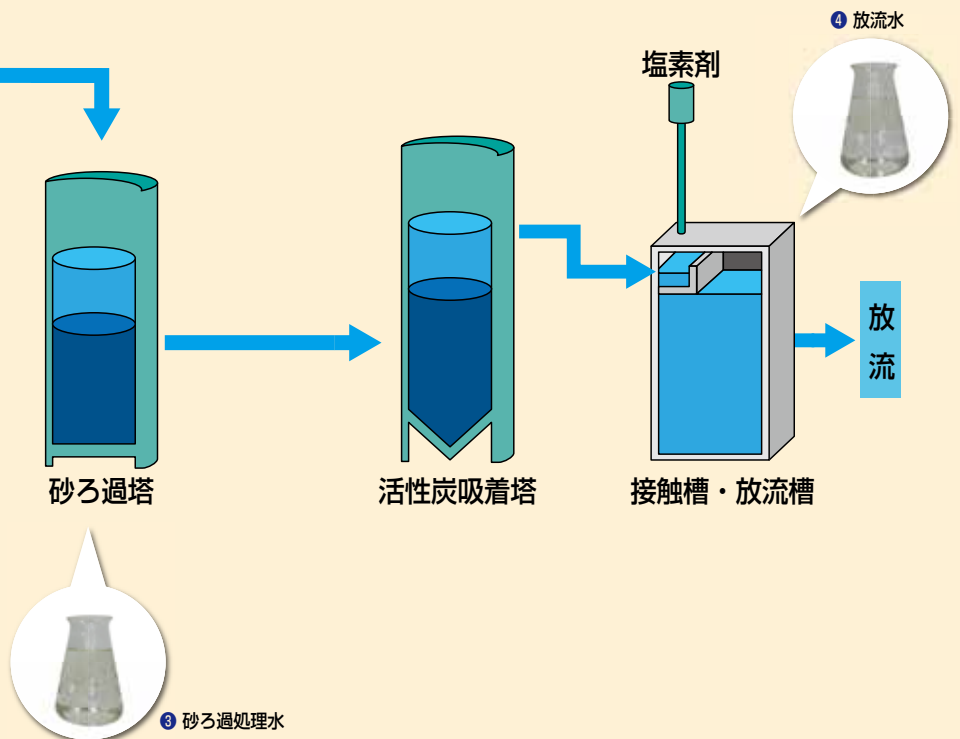 ❹ 放流水
塩素剤
放
流
砂ろ過塔
活性炭吸着塔
接触槽・放流槽
❸ 砂ろ過処理水